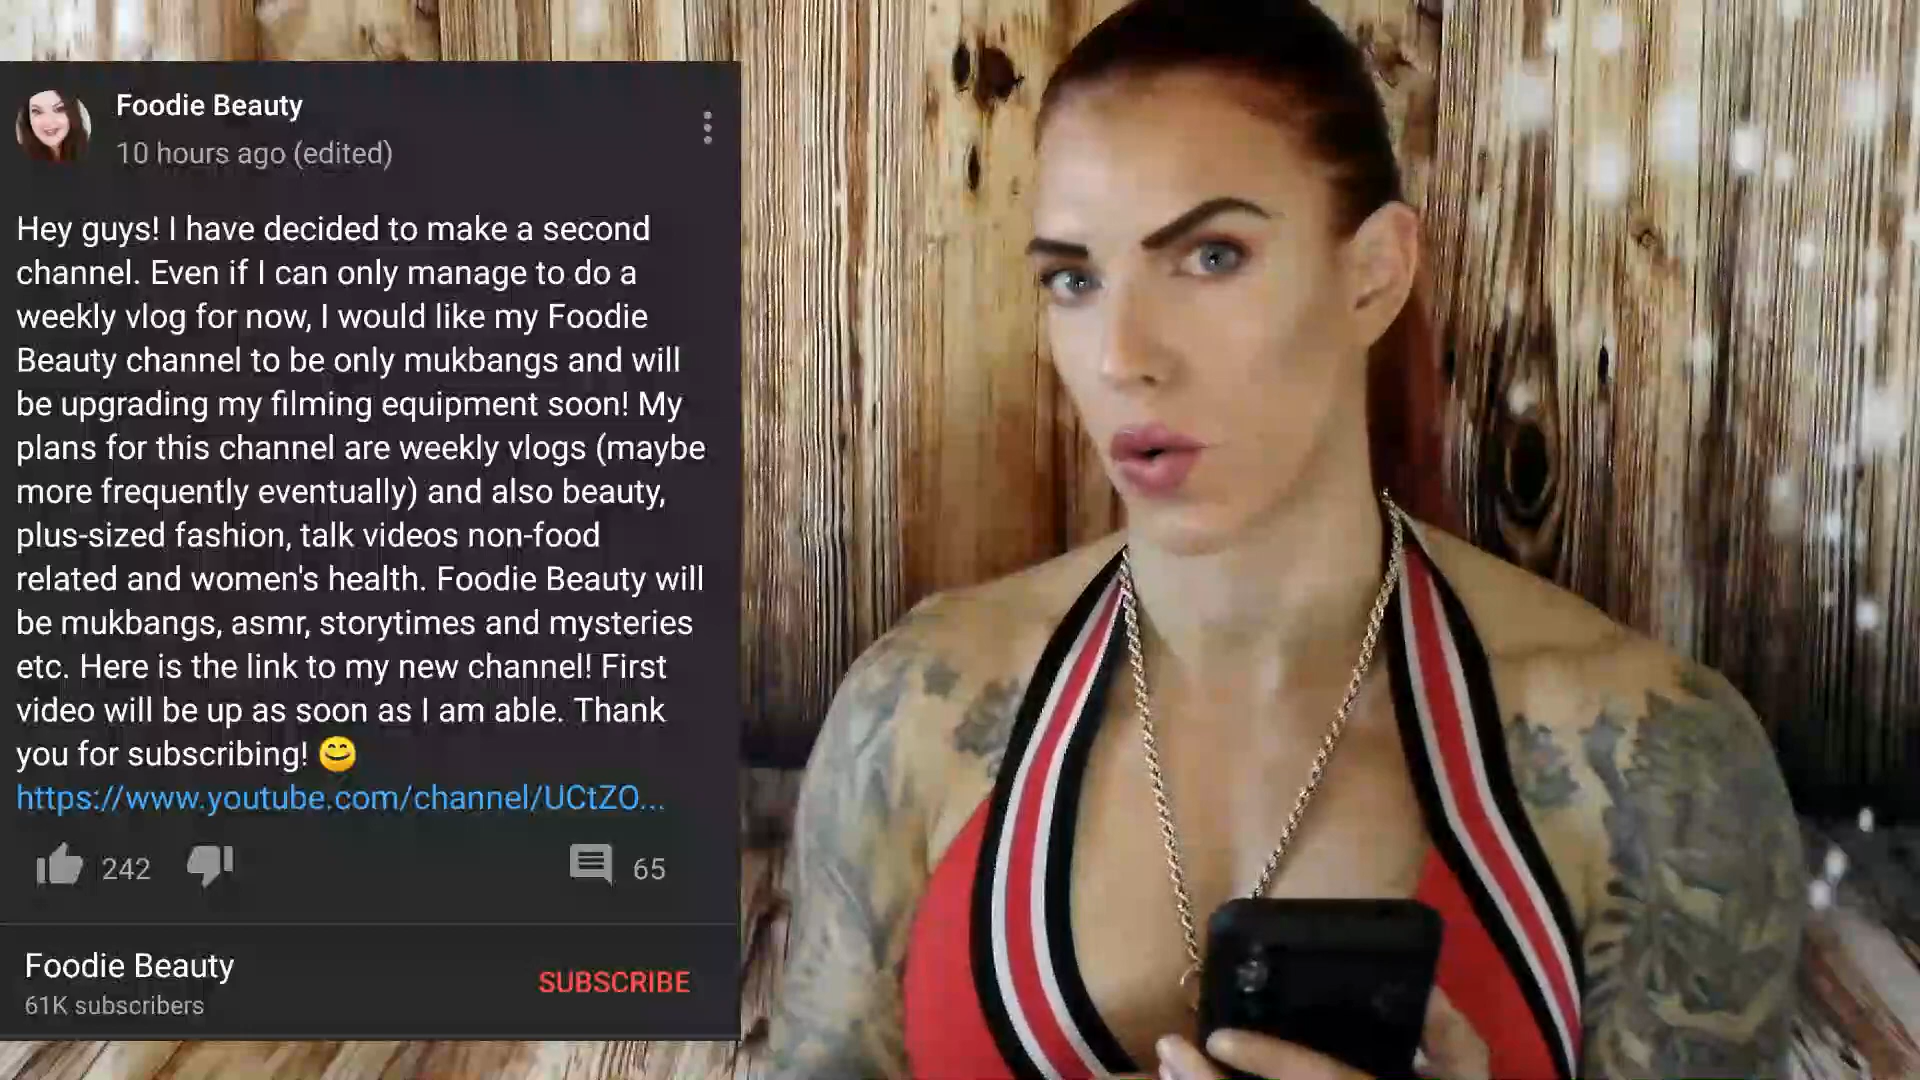 Foodie Beauty
10 hours ago (edited)
Hey guys! I have decided to make a second
channel. Even if I can only manage to do a
weekly vlog for now, I would like my Foodie
Beauty channel to be only mukbangs and will
be upgrading my filming equipment soon! My
plans for this channel are weekly vlogs (maybe
more frequently eventually) and also beauty,
plus-sized fashion, talk videos non-food
related and women's health. Foodie Beauty will
be mukbangs, asmr, storytimes and mysteries
etc. Here is the link to my new channel! First
video will be up as soon as I am able. Thank
you for subscribing! 😊
https://www.youtube.com/channel/UCtZO...
242
65
Foodie Beauty
SUBSCRIBE
61K subscribers